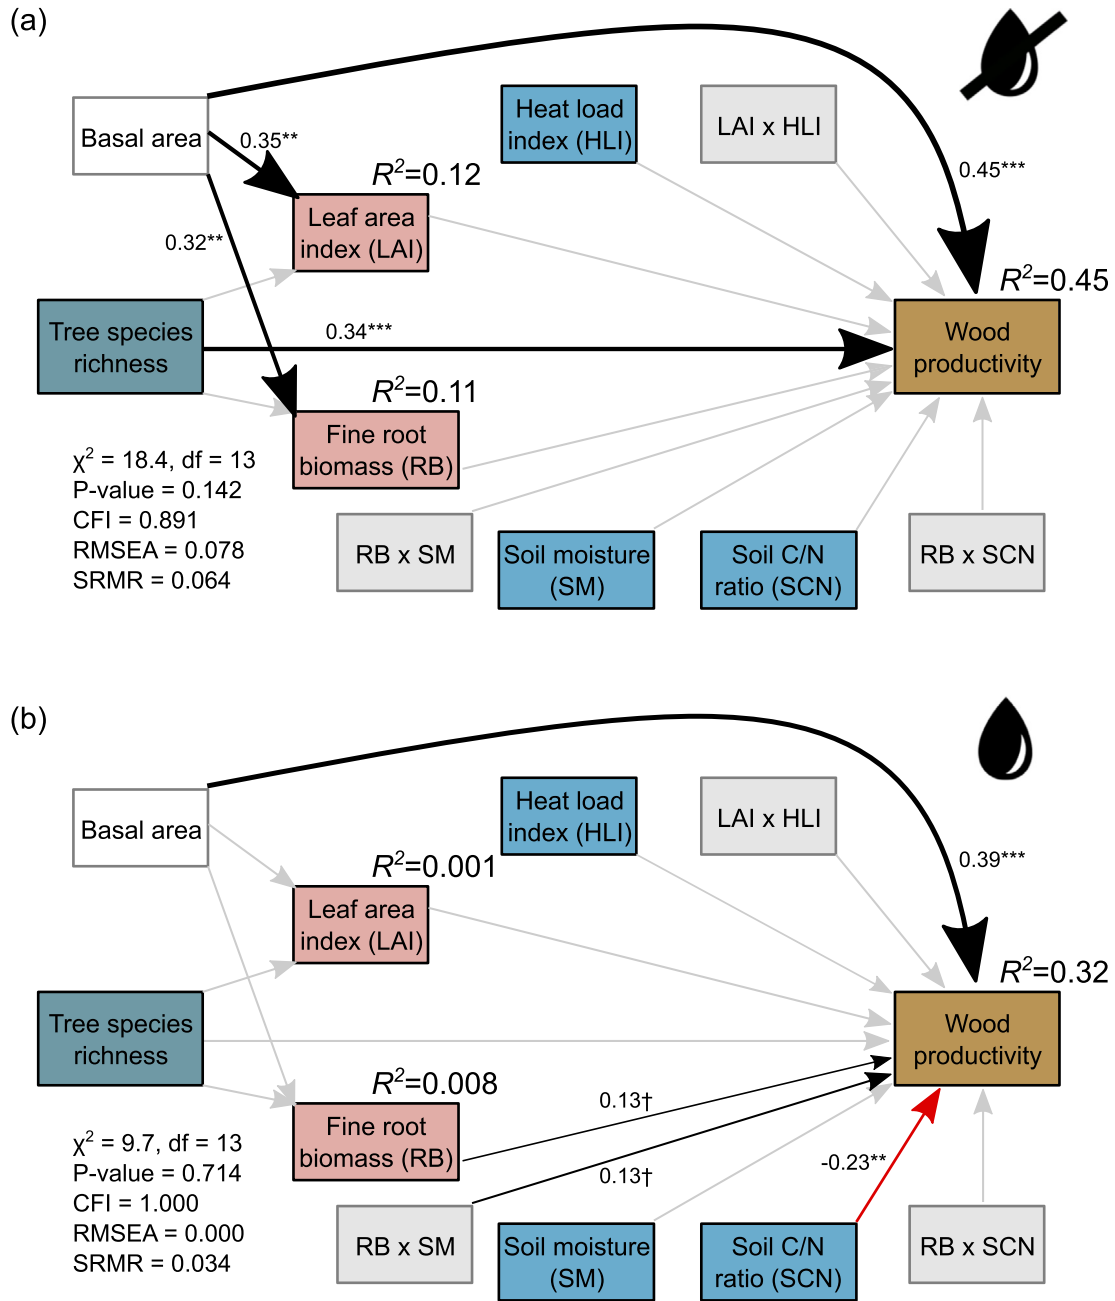 (a)
Basal area
0.35**
Heat load
index (HLI)
LAI x HLI
0.45***
R²=0.12
Leaf area
index (LAI)
0.32**
R²=0.45
Tree species
richness
0.34***
Wood
productivity
R²=0.11
Fine root
biomass (RB)
χ² = 18.4, df = 13
P-value = 0.142
CFI = 0.891
RMSEA = 0.078
SRMR = 0.064
RB x SM
Soil moisture
(SM)
Soil C/N
ratio (SCN)
RB x SCN
(b)
Basal area
Heat load
index (HLI)
LAI x HLI
0.39***
R²=0.001
Leaf area
index (LAI)
R²=0.32
Tree species
richness
Wood
productivity
R²=0.008
Fine root
biomass (RB)
0.13†
0.13†
-0.23**
χ² = 9.7, df = 13
P-value = 0.714
CFI = 1.000
RMSEA = 0.000
SRMR = 0.034
RB x SM
Soil moisture
(SM)
Soil C/N
ratio (SCN)
RB x SCN